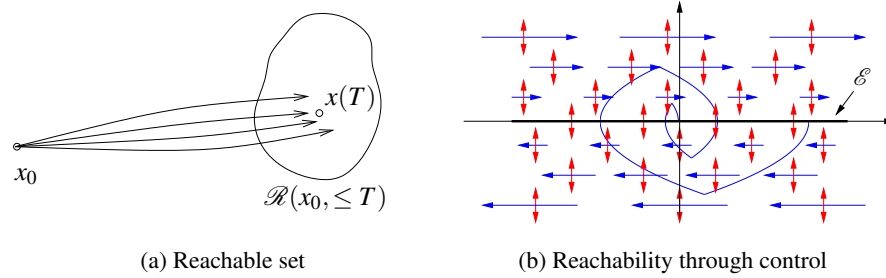 x(T)
x₀
ℛ(x₀, ≤ T)
ℰ
(a) Reachable set
(b) Reachability through control